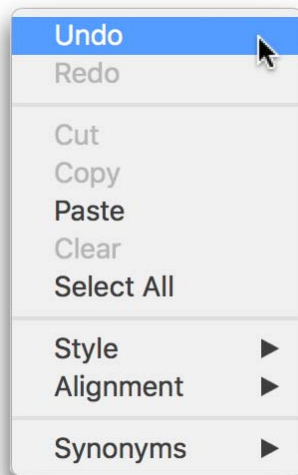 Undo
Redo
Cut
Copy
Paste
Clear
Select All
Style
Alignment
Synonyms